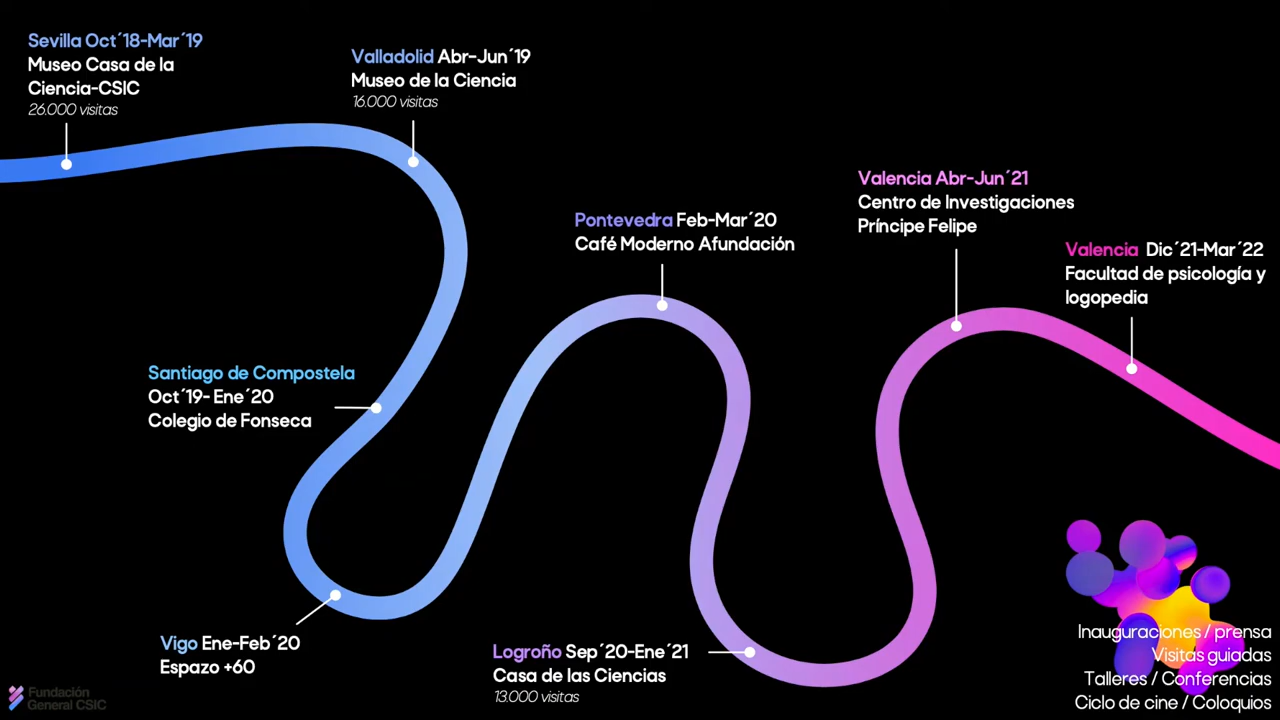 Sevilla Oct´18-Mar´19
Museo Casa de la
Ciencia-CSIC
26.000 visitas
Valladolid Abr-Jun´19
Museo de la Ciencia
16.000 visitas
Santiago de Compostela
Oct´19- Ene´20
Colegio de Fonseca
Vigo Ene-Feb´20
Espazo +60
Pontevedra Feb-Mar´20
Café Moderno Afundación
Logroño Sep´20-Ene´21
Casa de las Ciencias
13.000 visitas
Valencia Abr-Jun´21
Centro de Investigaciones
Príncipe Felipe
Valencia Dic´21-Mar´22
Facultad de psicología y
logopedia
Inauguraciones / prensa
Visitas guiadas
Talleres / Conferencias
Ciclo de cine / Coloquios
Fundación
General CSIC